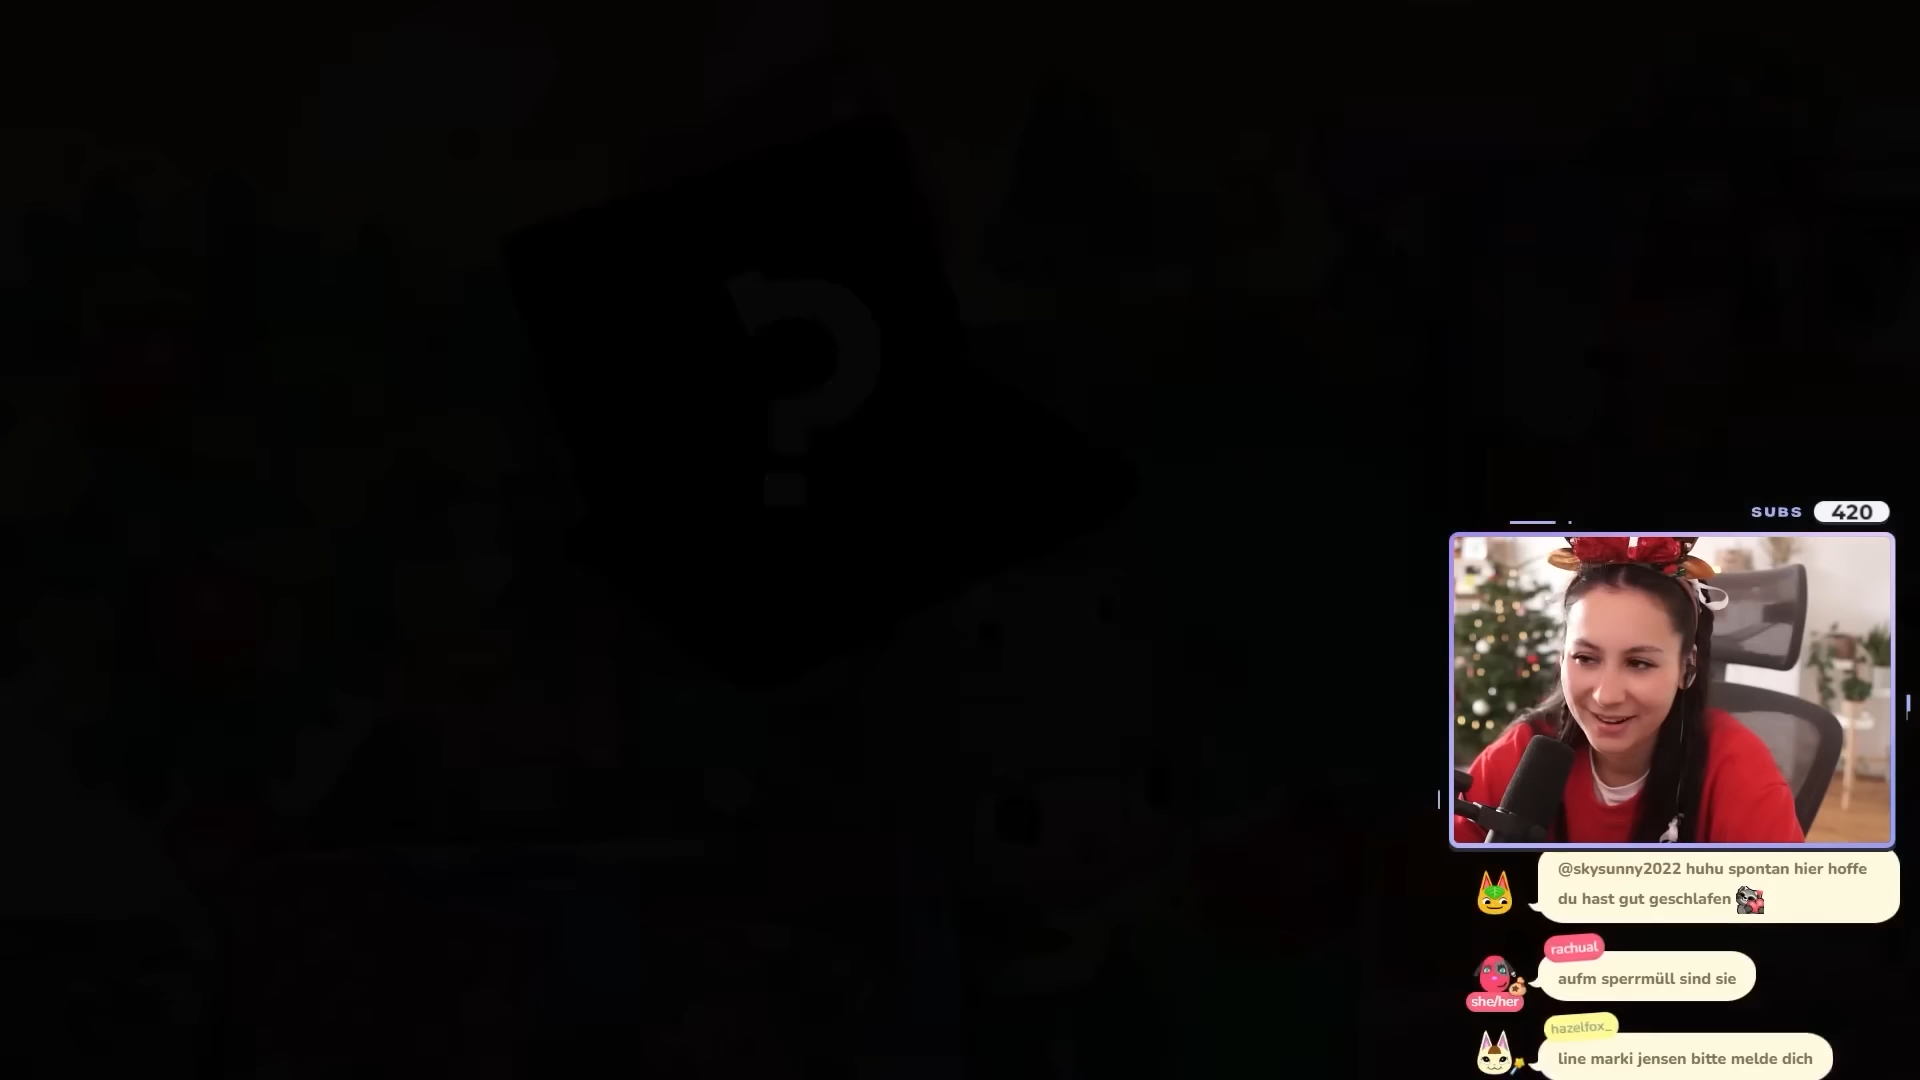 ?
SUBS 420
@skysunny2022 huhu spontan hier hoffe
du hast gut geschlafen
rachual
aufm sperrmüll sind sie
she/her
hazelfox_
line marki jensen bitte melde dich